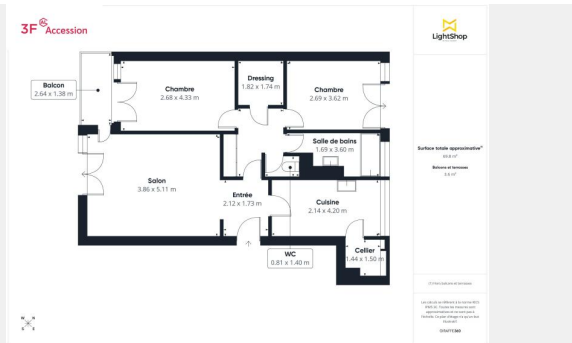 3F Accession
LightShop
Balcon
2.64 x 1.38 m
Chambre
2.68 x 4.33 m
Dressing
1.82 x 1.74 m
Chambre
2.69 x 3.62 m
Salle de bains
1.69 x 3.60 m
Salon
3.86 x 5.11 m
Entrée
2.12 x 1.73 m
Cuisine
2.14 x 4.20 m
WC
0.81 x 1.40 m
Cellier
1.44 x 1.50 m
Surface totale approximative
Balcons et terrasses
GIRAFFE360